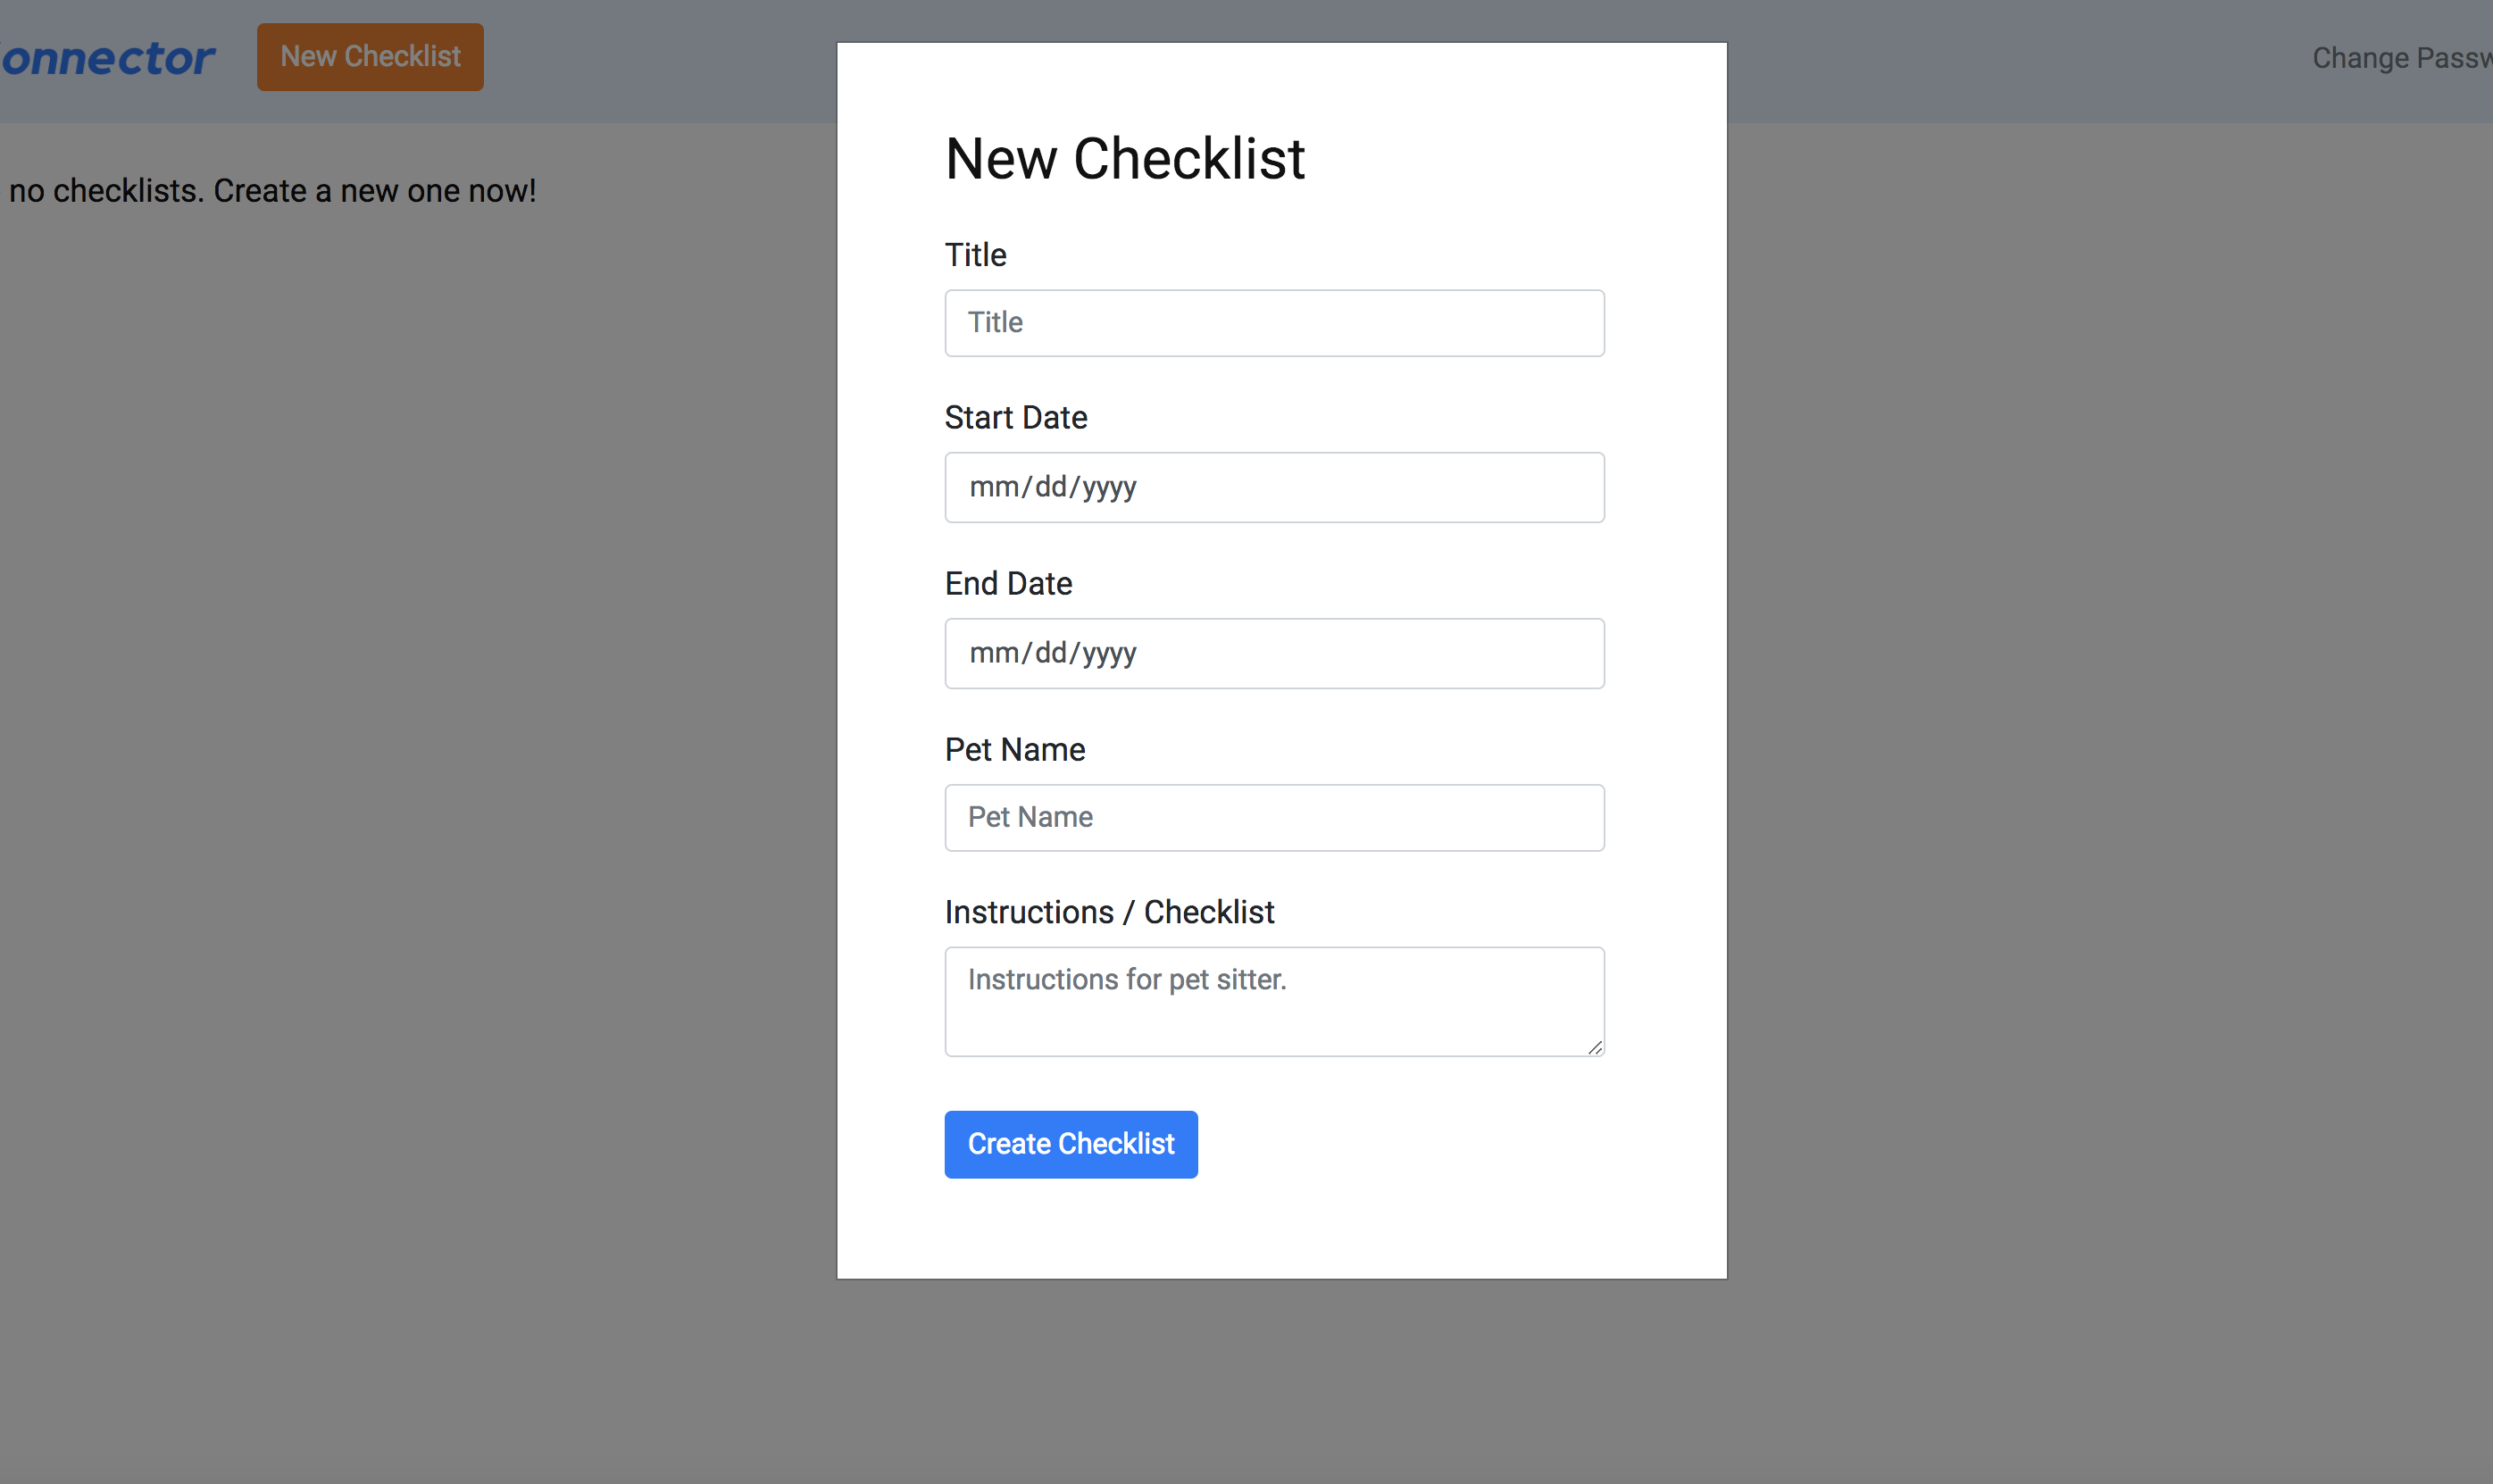 onnector
New Checklist
Change Passw
no checklists. Create a new one now!
New Checklist
Title
Title
Start Date
mm/dd/yyyy
End Date
mm/dd/yyyy
Pet Name
Pet Name
Instructions / Checklist
Instructions for pet sitter.
Create Checklist